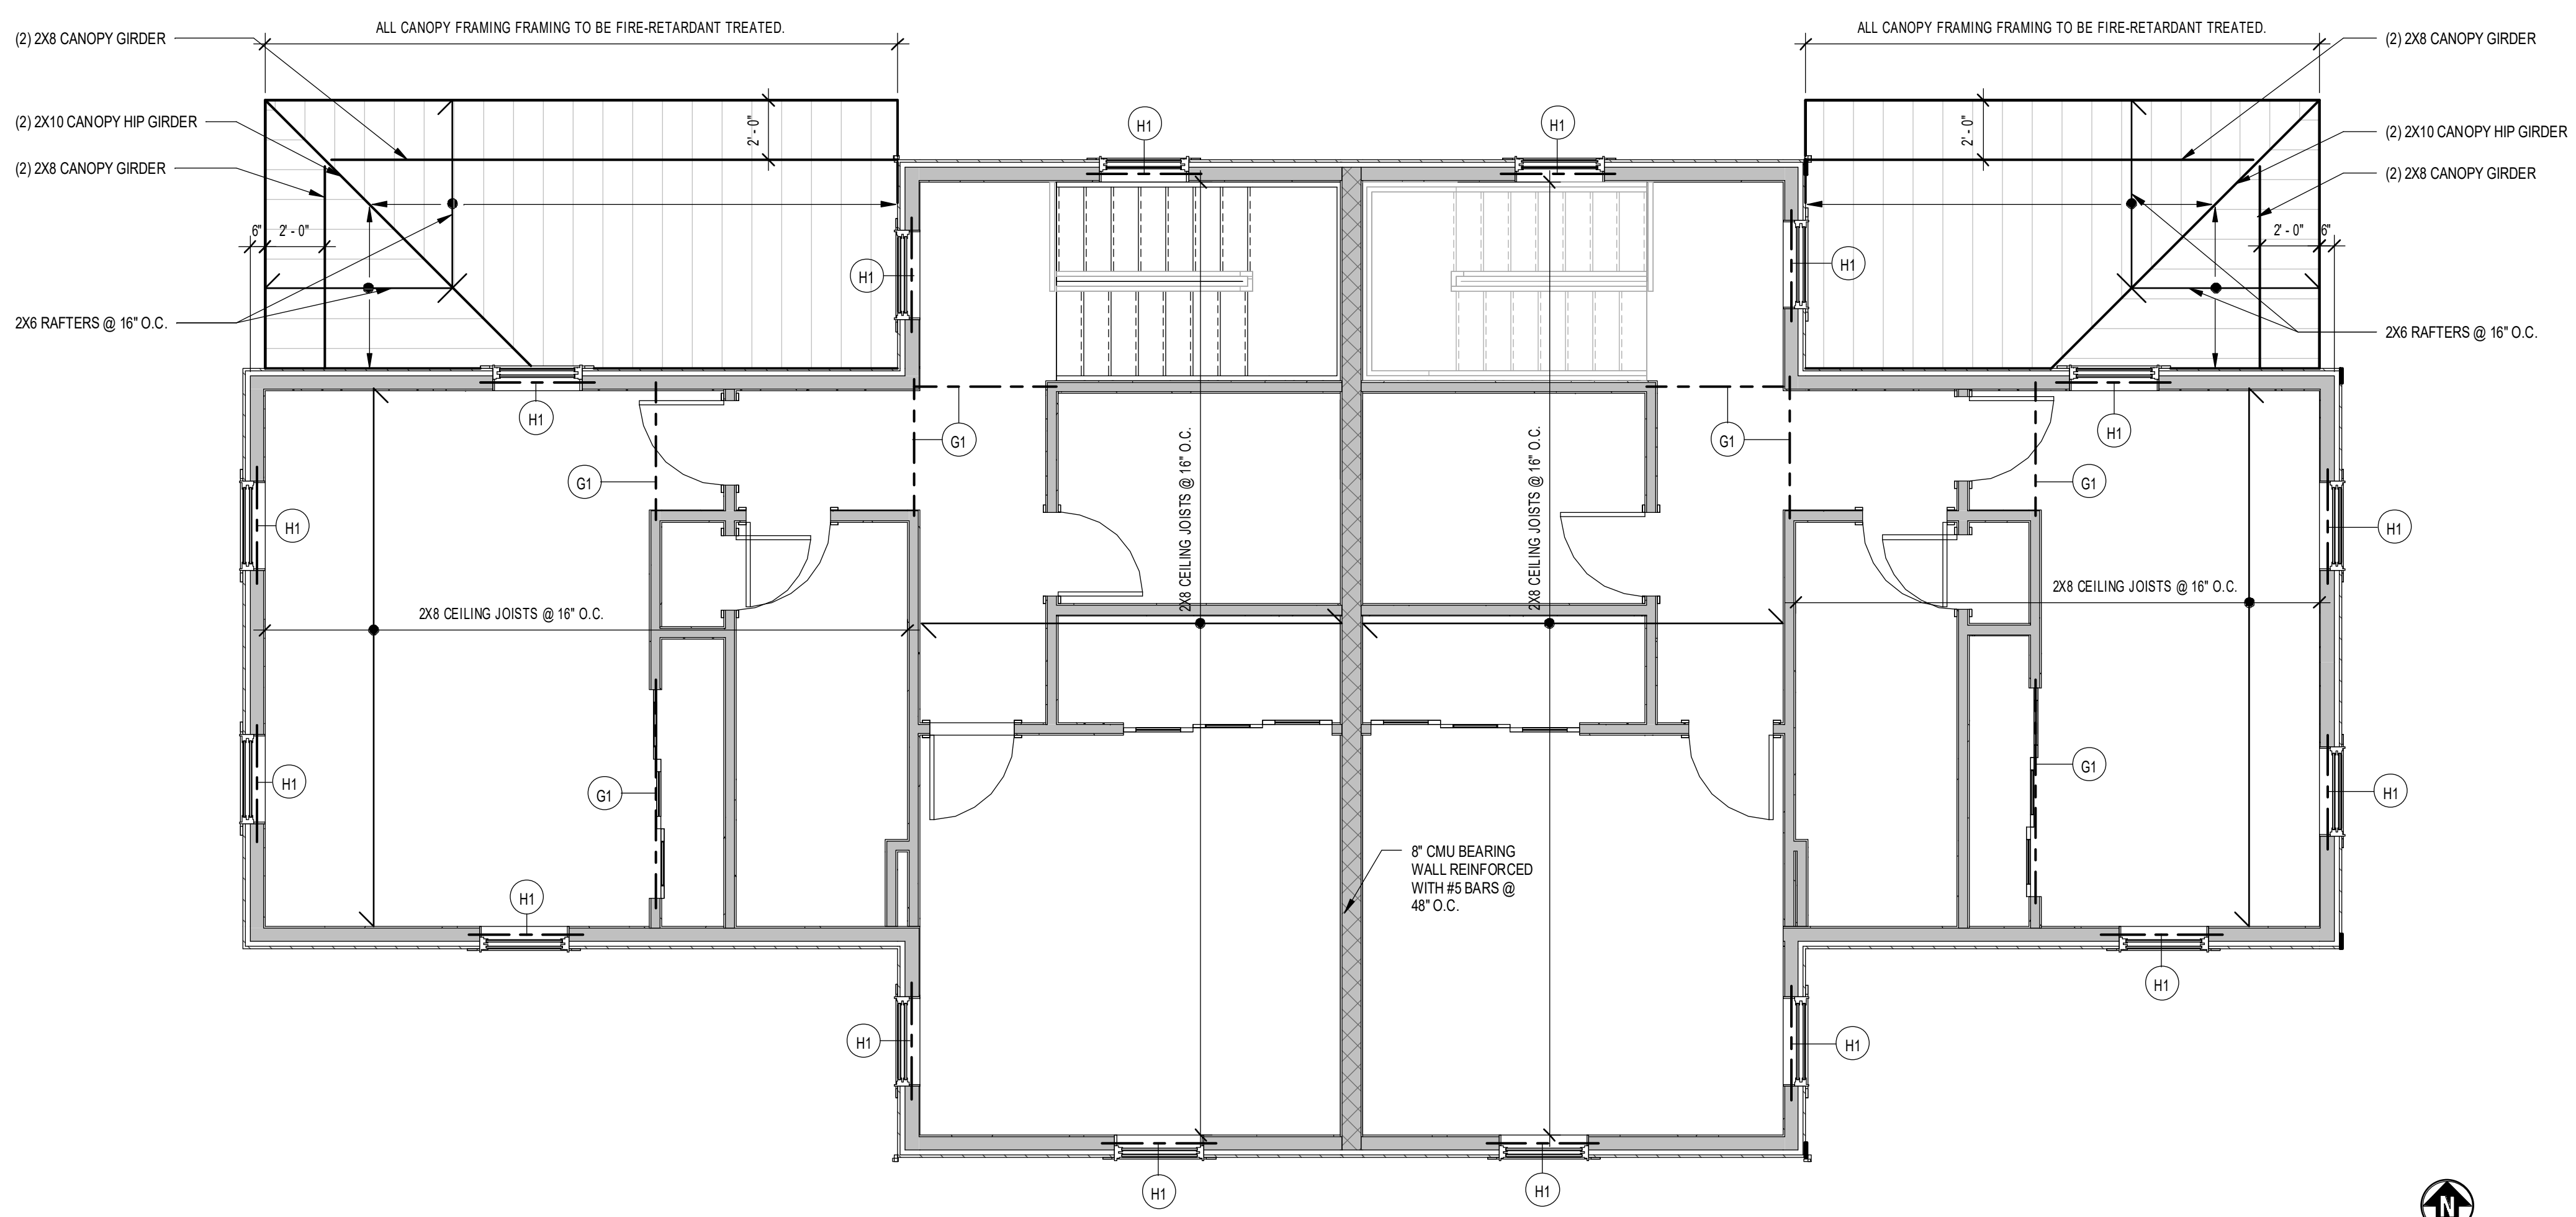 ALL CANOPY FRAMING FRAMING TO BE FIRE-RETARDANT TREATED.
ALL CANOPY FRAMING FRAMING TO BE FIRE-RETARDANT TREATED.
(2) 2X8 CANOPY GIRDER
(2) 2X8 CANOPY GIRDER
(2) 2X10 CANOPY HIP GIRDER
2' - 0"
H1
H1
2' - 0"
(2) 2X10 CANOPY HIP GIRDER
(2) 2X8 CANOPY GIRDER
(2) 2X8 CANOPY GIRDER
6"
2' - 0"
2' - 0"
6"
H1
H1
2X6 RAFTERS @ 16" O.C.
2X6 RAFTERS @ 16" O.C.
H1
G1
G1
H1
G1
G1
2X8 CEILING JOISTS @ 16" O.C.
2X8 CEILING JOISTS @ 16" O.C.
H1
H1
2X8 CEILING JOISTS @ 16" O.C.
2X8 CEILING JOISTS @ 16" O.C.
H1
G1
G1
H1
8" CMU BEARING
WALL REINFORCED
WITH #5 BARS @
48" O.C.
H1
H1
H1
H1
H1
H1
N